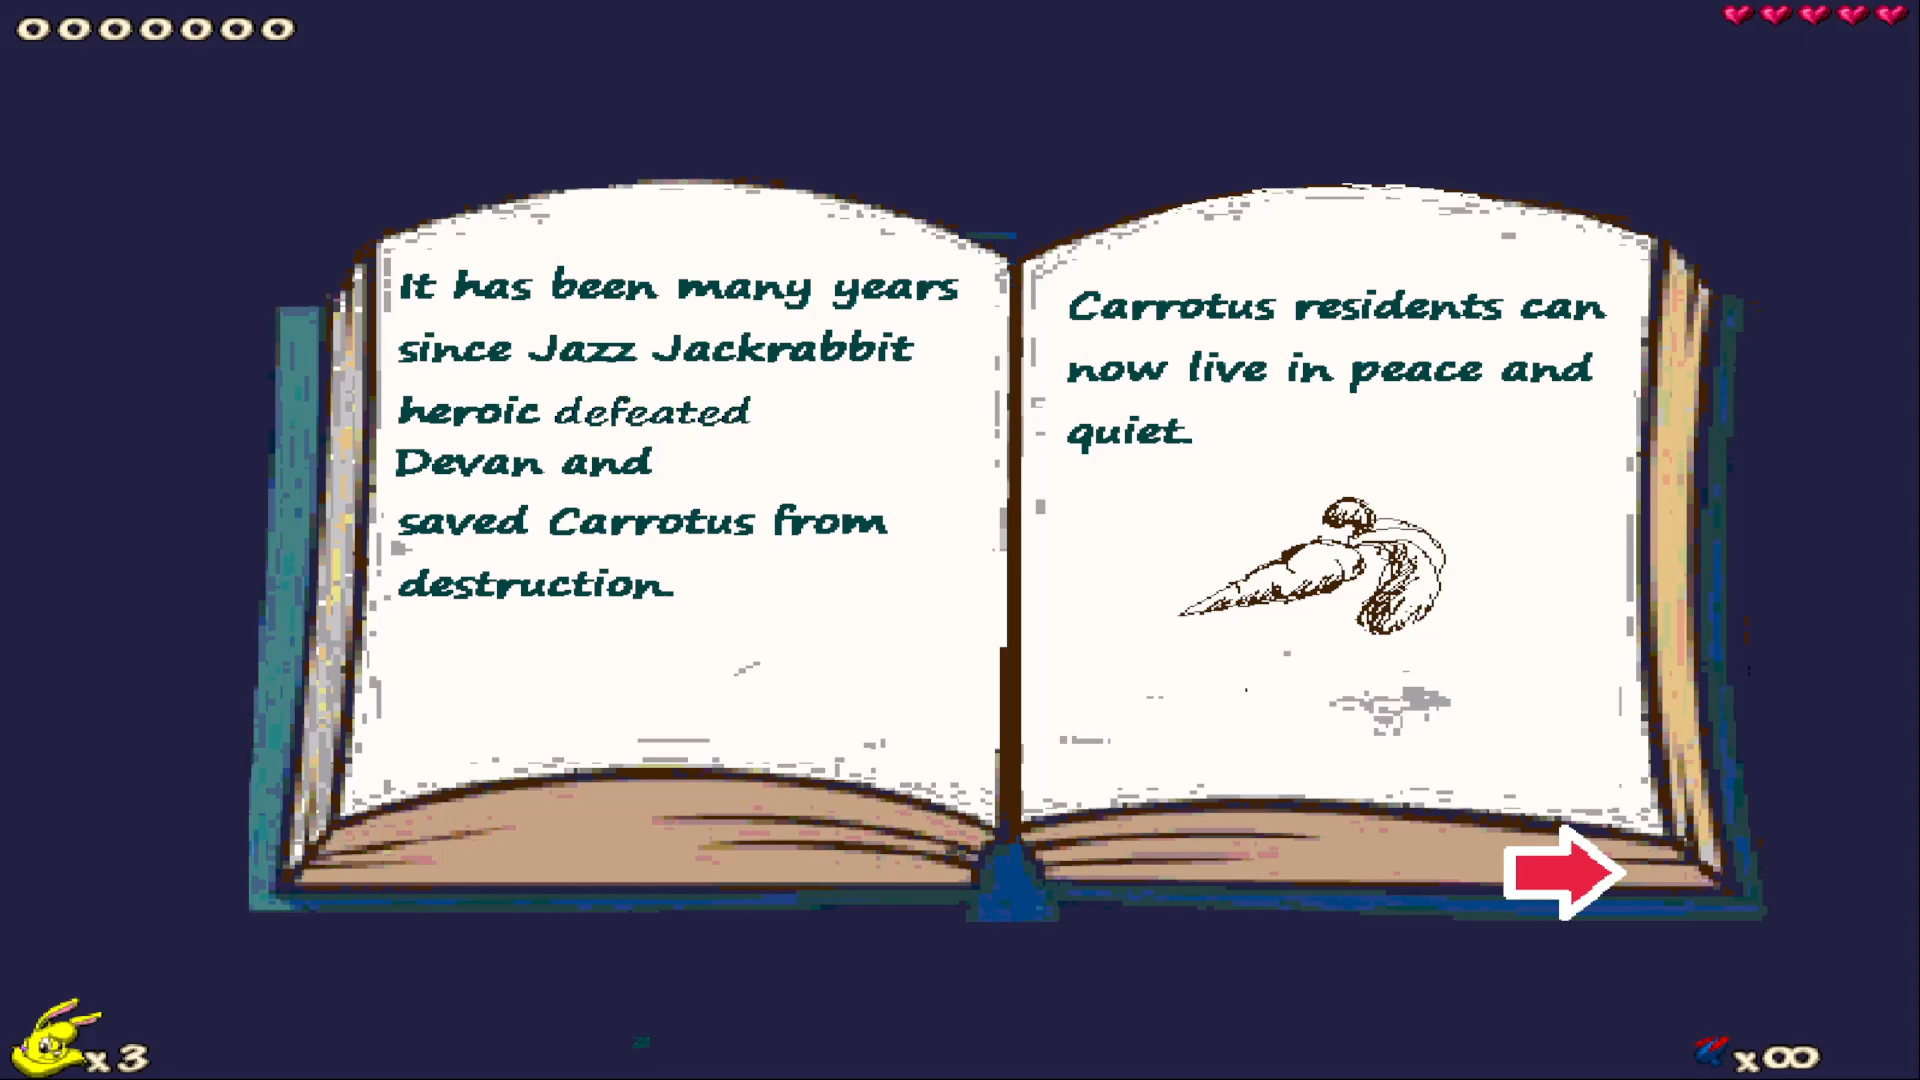 0000000
It has been many years
since Jazz Jackrabbit
heroic defeated
Devan and
saved Carrotus from
destruction.
Carrotus residents can
now live in peace and
quiet.
x3
x∞